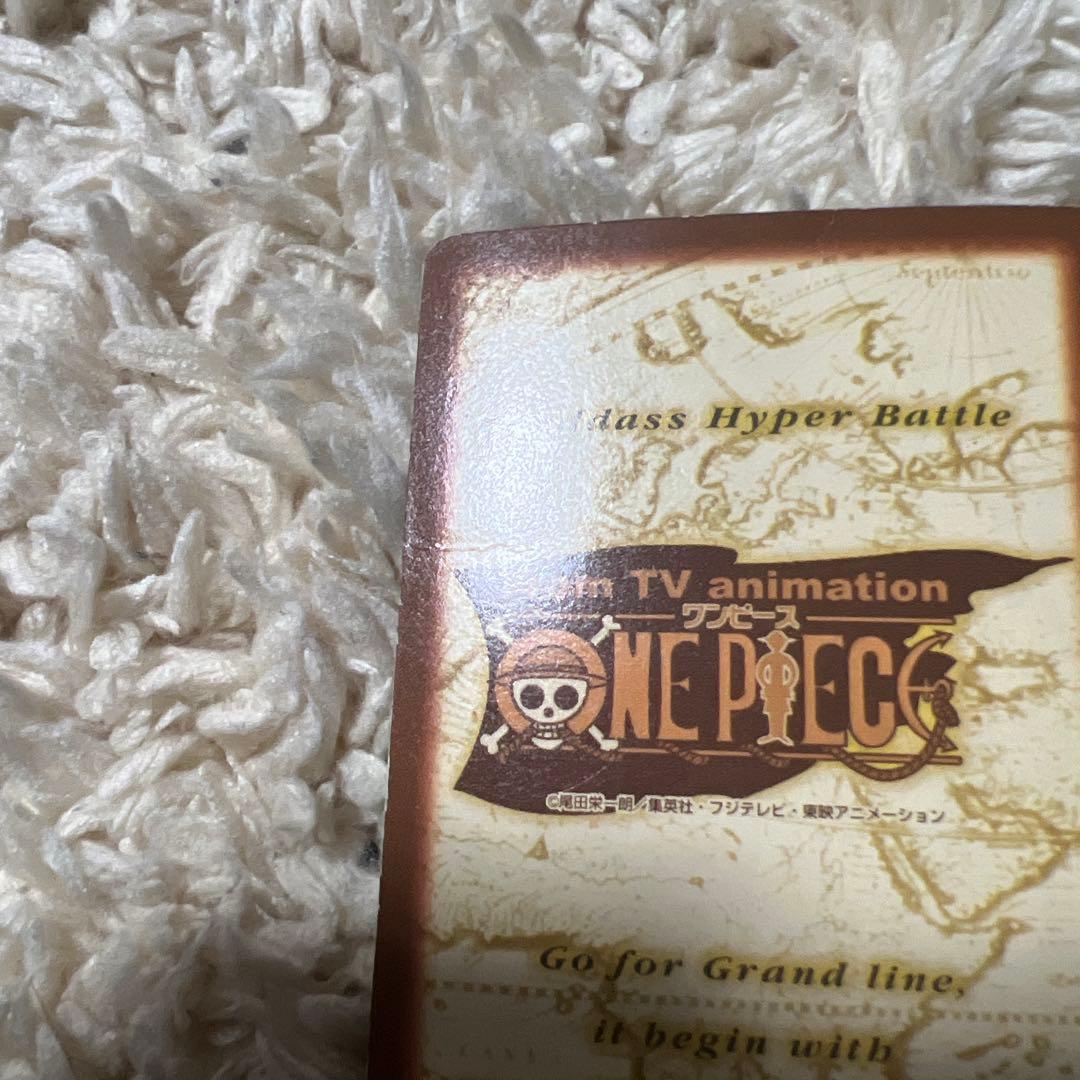 Septentrio
dass Hyper Battle
TV animation
ワンピース
ONE PIECE
©尾田栄一郎／集英社・フジテレビ・東映アニメーション
Go for Grand line,
it begin with